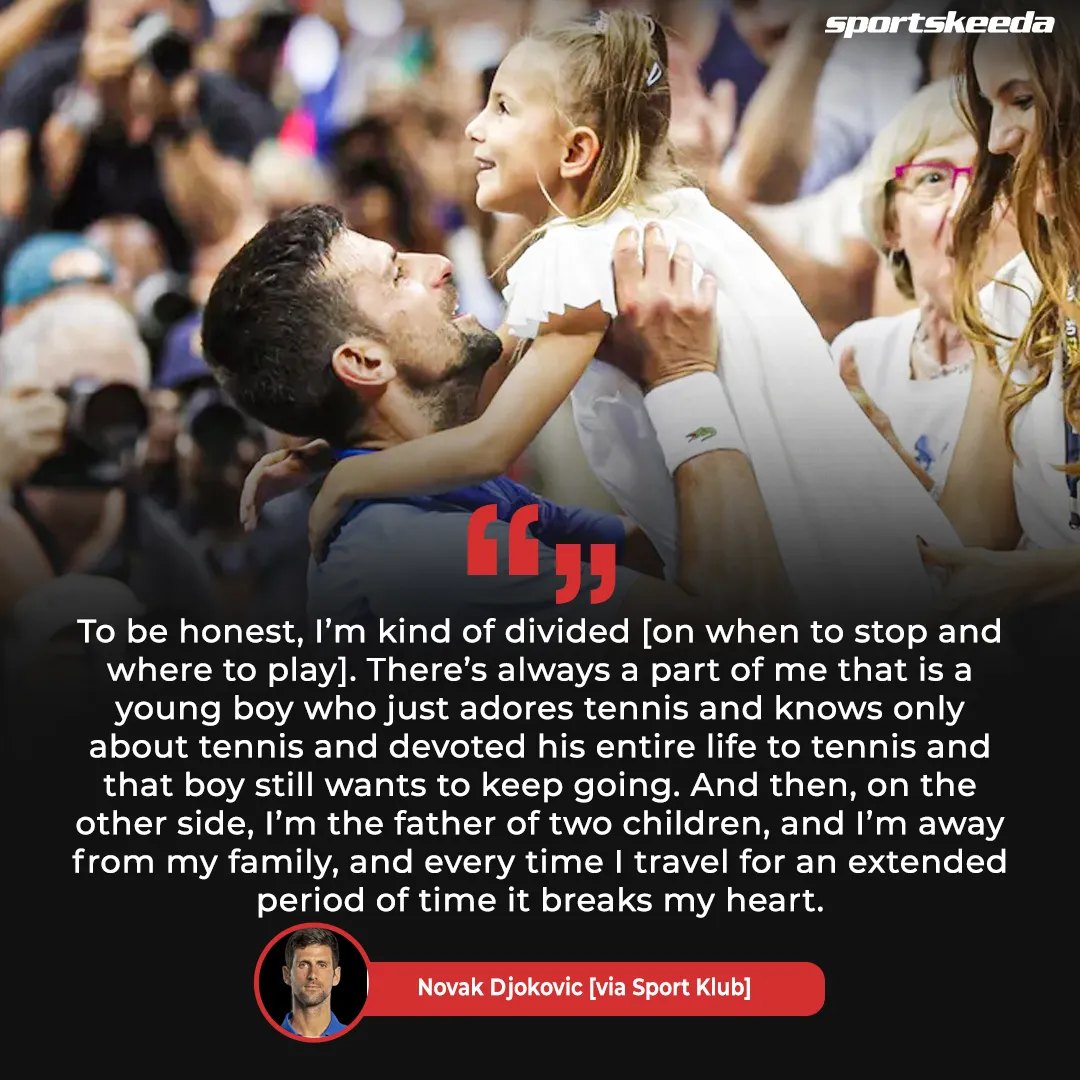 sportskeeda
“„
To be honest, I’m kind of divided [on when to stop and
where to play]. There’s always a part of me that is a
young boy who just adores tennis and knows only
about tennis and devoted his entire life to tennis and
that boy still wants to keep going. And then, on the
other side, I’m the father of two children, and I’m away
from my family, and every time I travel for an extended
period of time it breaks my heart.
Novak Djokovic [via Sport Klub]